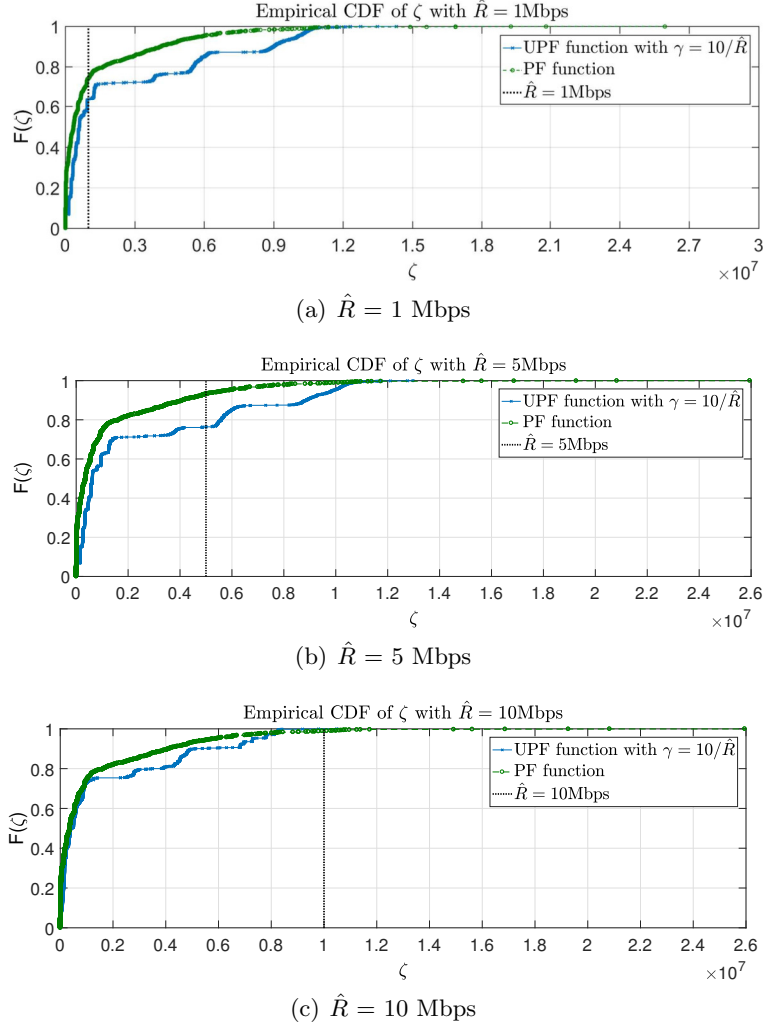 Empirical CDF of ζ with R̂ = 1Mbps
F(ζ)
1
0.8
0.6
0.4
0.2
0
UPF function with γ = 10/R̂
PF function
R̂ = 1Mbps
0 0.3 0.6 0.9 1.2 1.5 1.8 2.1 2.4 2.7 3
ζ
×10⁷
(a) R̂ = 1 Mbps
Empirical CDF of ζ with R̂ = 5Mbps
F(ζ)
1
0.8
0.6
0.4
0.2
0
UPF function with γ = 10/R̂
PF function
R̂ = 5Mbps
0 0.2 0.4 0.6 0.8 1 1.2 1.4 1.6 1.8 2 2.2 2.4 2.6
ζ
×10⁷
(b) R̂ = 5 Mbps
Empirical CDF of ζ with R̂ = 10Mbps
F(ζ)
1
0.8
0.6
0.4
0.2
0
UPF function with γ = 10/R̂
PF function
R̂ = 10Mbps
0 0.2 0.4 0.6 0.8 1 1.2 1.4 1.6 1.8 2 2.2 2.4 2.6
ζ
×10⁷
(c) R̂ = 10 Mbps